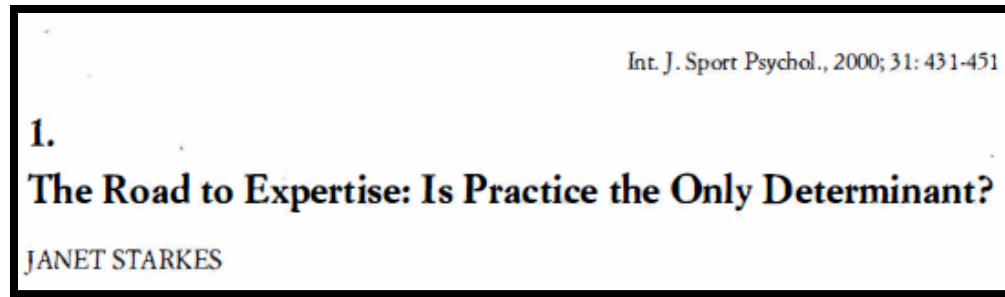 Int. J. Sport Psychol., 2000; 31: 431-451
1.
The Road to Expertise: Is Practice the Only Determinant?
JANET STARKES